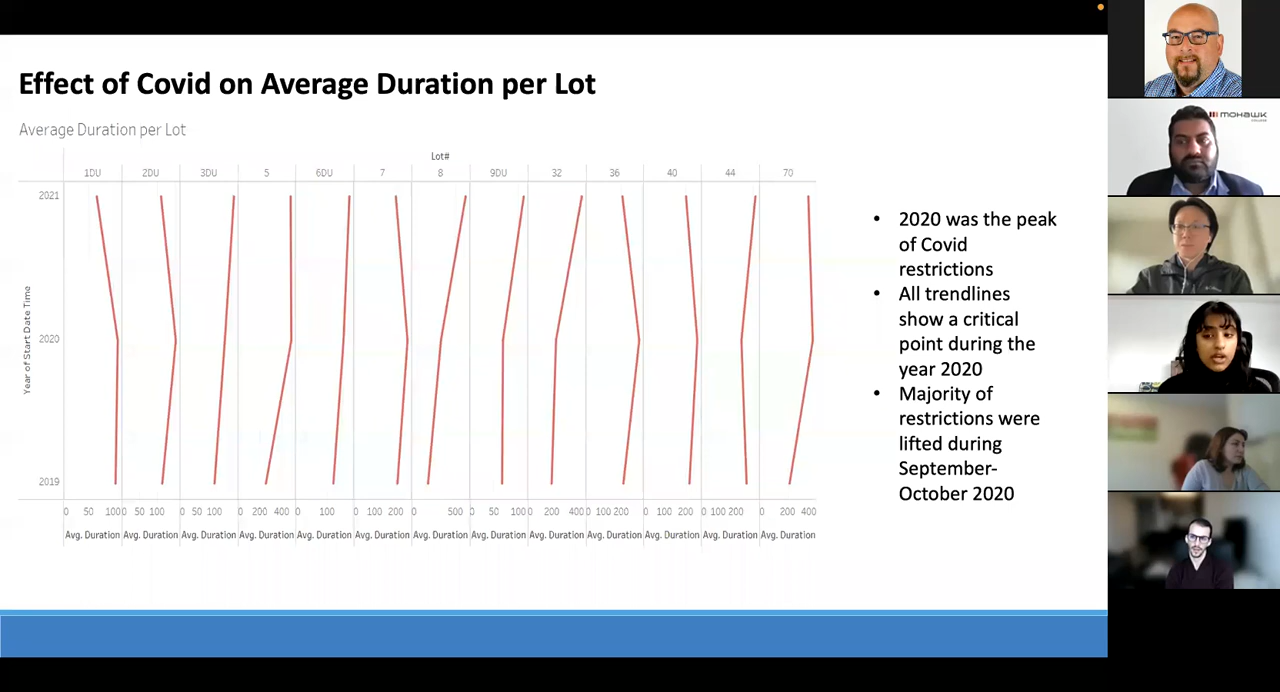 Effect of Covid on Average Duration per Lot
Average Duration per Lot
Lot#
1DU 2DU 3DU 5 6DU 7 8 9DU 32 36 40 44 70
2021
2020
2019
Year of Start Date Time
0 50 100 0 50 100 0 50 100 0 200 400 0 100 0 100 200 0 500 0 50 100 0 200 400 0 100 200 0 100 200 0 100 200 0 200 400
Avg. Duration Avg. Duration Avg. Duration Avg. Duration Avg. Duration Avg. Duration Avg. Duration Avg. Duration Avg. Duration Avg. Duration Avg. Duration Avg. Duration Avg. Duration
• 2020 was the peak
of Covid
restrictions
• All trendlines
show a critical
point during the
year 2020
• Majority of
restrictions were
lifted during
September-
October 2020
mohawk